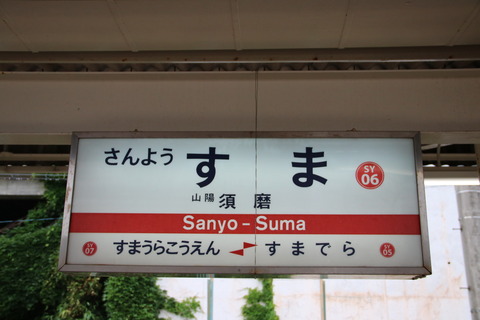 さんよう すま SY 06
山陽 須磨
Sanyo - Suma
SY 07 すまうらこうえん すまでら SY 05